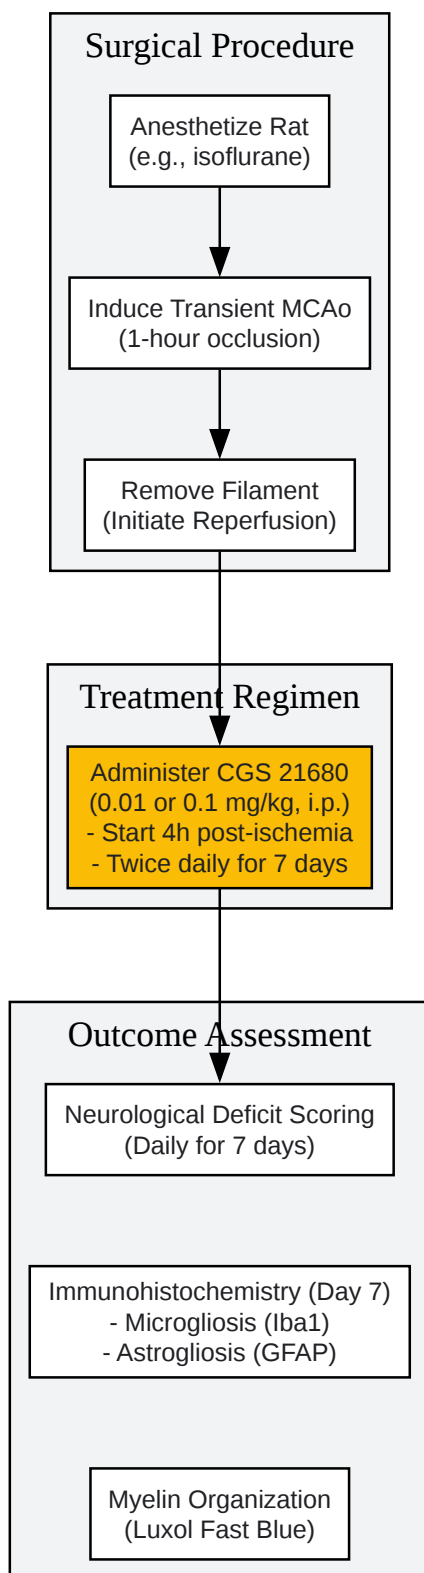 Surgical Procedure
Anesthetize Rat
(e.g., isoflurane)
Induce Transient MCAo
(1-hour occlusion)
Remove Filament
(Initiate Reperfusion)
Treatment Regimen
Administer CGS 21680
(0.01 or 0.1 mg/kg, i.p.)
- Start 4h post-ischemia
- Twice daily for 7 days
Outcome Assessment
Neurological Deficit Scoring
(Daily for 7 days)
Immunohistochemistry (Day 7)
- Microgliosis (Iba1)
- Astrogliosis (GFAP)
Myelin Organization
(Luxol Fast Blue)